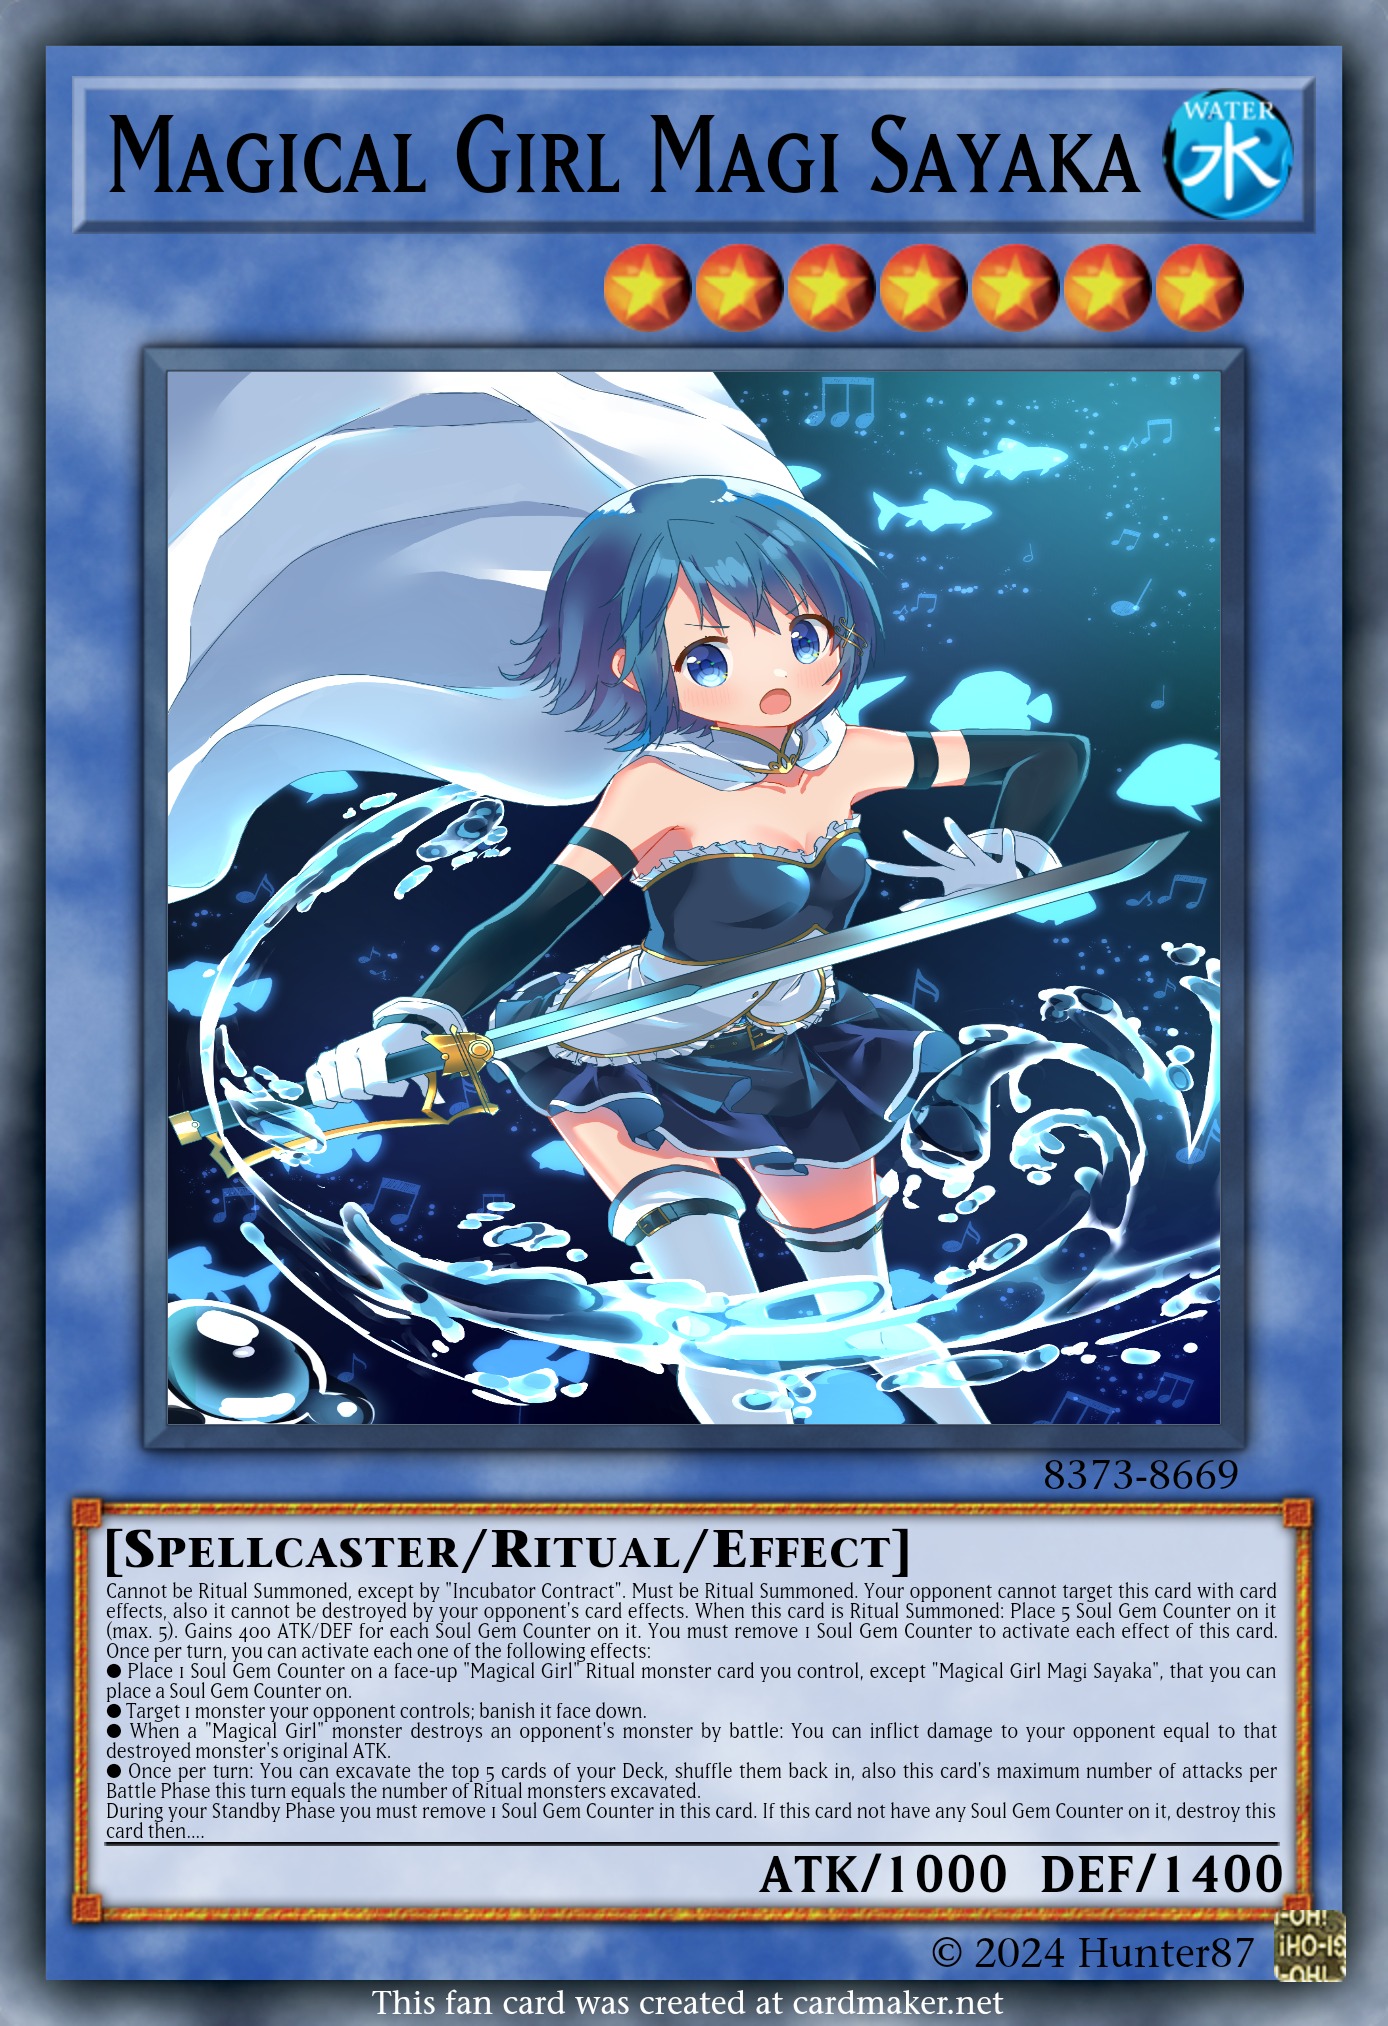 Magical Girl Magi Sayaka
WATER
水
8373-8669
[Spellcaster/Ritual/Effect]
Cannot be Ritual Summoned, except by "Incubator Contract". Must be Ritual Summoned. Your opponent cannot target this card with card
effects, also it cannot be destroyed by your opponent's card effects. When this card is Ritual Summoned: Place 5 Soul Gem Counter on it
(max. 5). Gains 400 ATK/DEF for each Soul Gem Counter on it. You must remove 1 Soul Gem Counter to activate each effect of this card.
Once per turn, you can activate each one of the following effects:
● Place 1 Soul Gem Counter on a face-up "Magical Girl" Ritual monster card you control, except "Magical Girl Magi Sayaka", that you can
place a Soul Gem Counter on.
● Target 1 monster your opponent controls; banish it face down.
● When a "Magical Girl" monster destroys an opponent's monster by battle: You can inflict damage to your opponent equal to that
destroyed monster's original ATK.
● Once per turn: You can excavate the top 5 cards of your Deck, shuffle them back in, also this card's maximum number of attacks per
Battle Phase this turn equals the number of Ritual monsters excavated.
During your Standby Phase you must remove 1 Soul Gem Counter in this card. If this card not have any Soul Gem Counter on it, destroy this
card then....
ATK/1000 DEF/1400
© 2024 Hunter87
This fan card was created at cardmaker.net